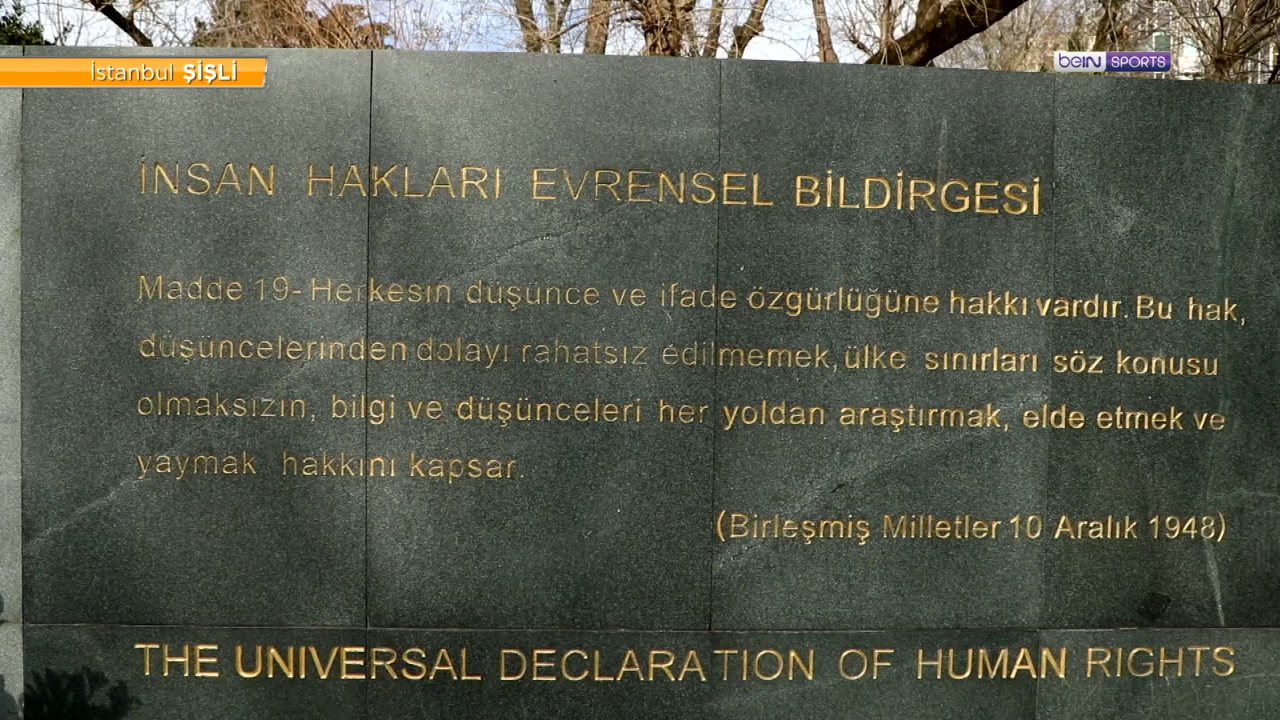 İstanbul ŞİŞLİ
beIN SPORTS
İNSAN HAKLARI EVRENSEL BİLDİRGESİ
Madde 19- Herkesin düşünce ve ifade özgürlüğüne hakkı vardır. Bu hak,
düşüncelerinden dolayı rahatsız edilmemek, ülke sınırları söz konusu
olmaksızın, bilgi ve düşünceleri her yoldan araştırmak, elde etmek ve
yaymak hakkını kapsar.
(Birleşmiş Milletler 10 Aralık 1948)
THE UNIVERSAL DECLARATION OF HUMAN RIGHTS